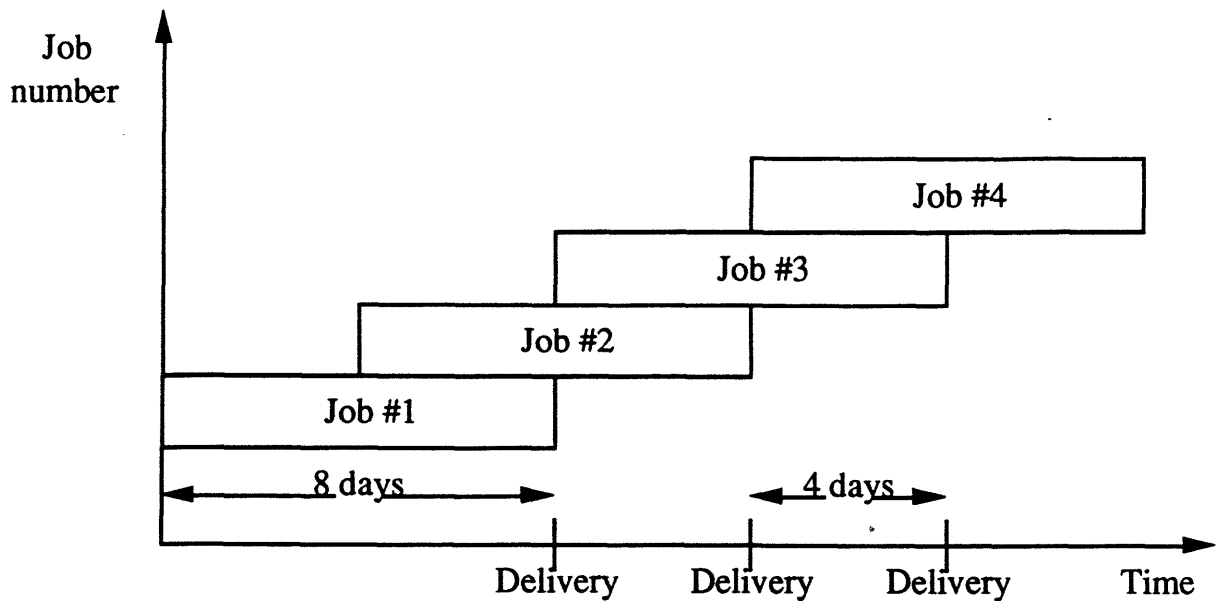 Job
number
Job #4
Job #3
Job #2
Job #1
8 days
4 days
Delivery
Delivery
Delivery
Time